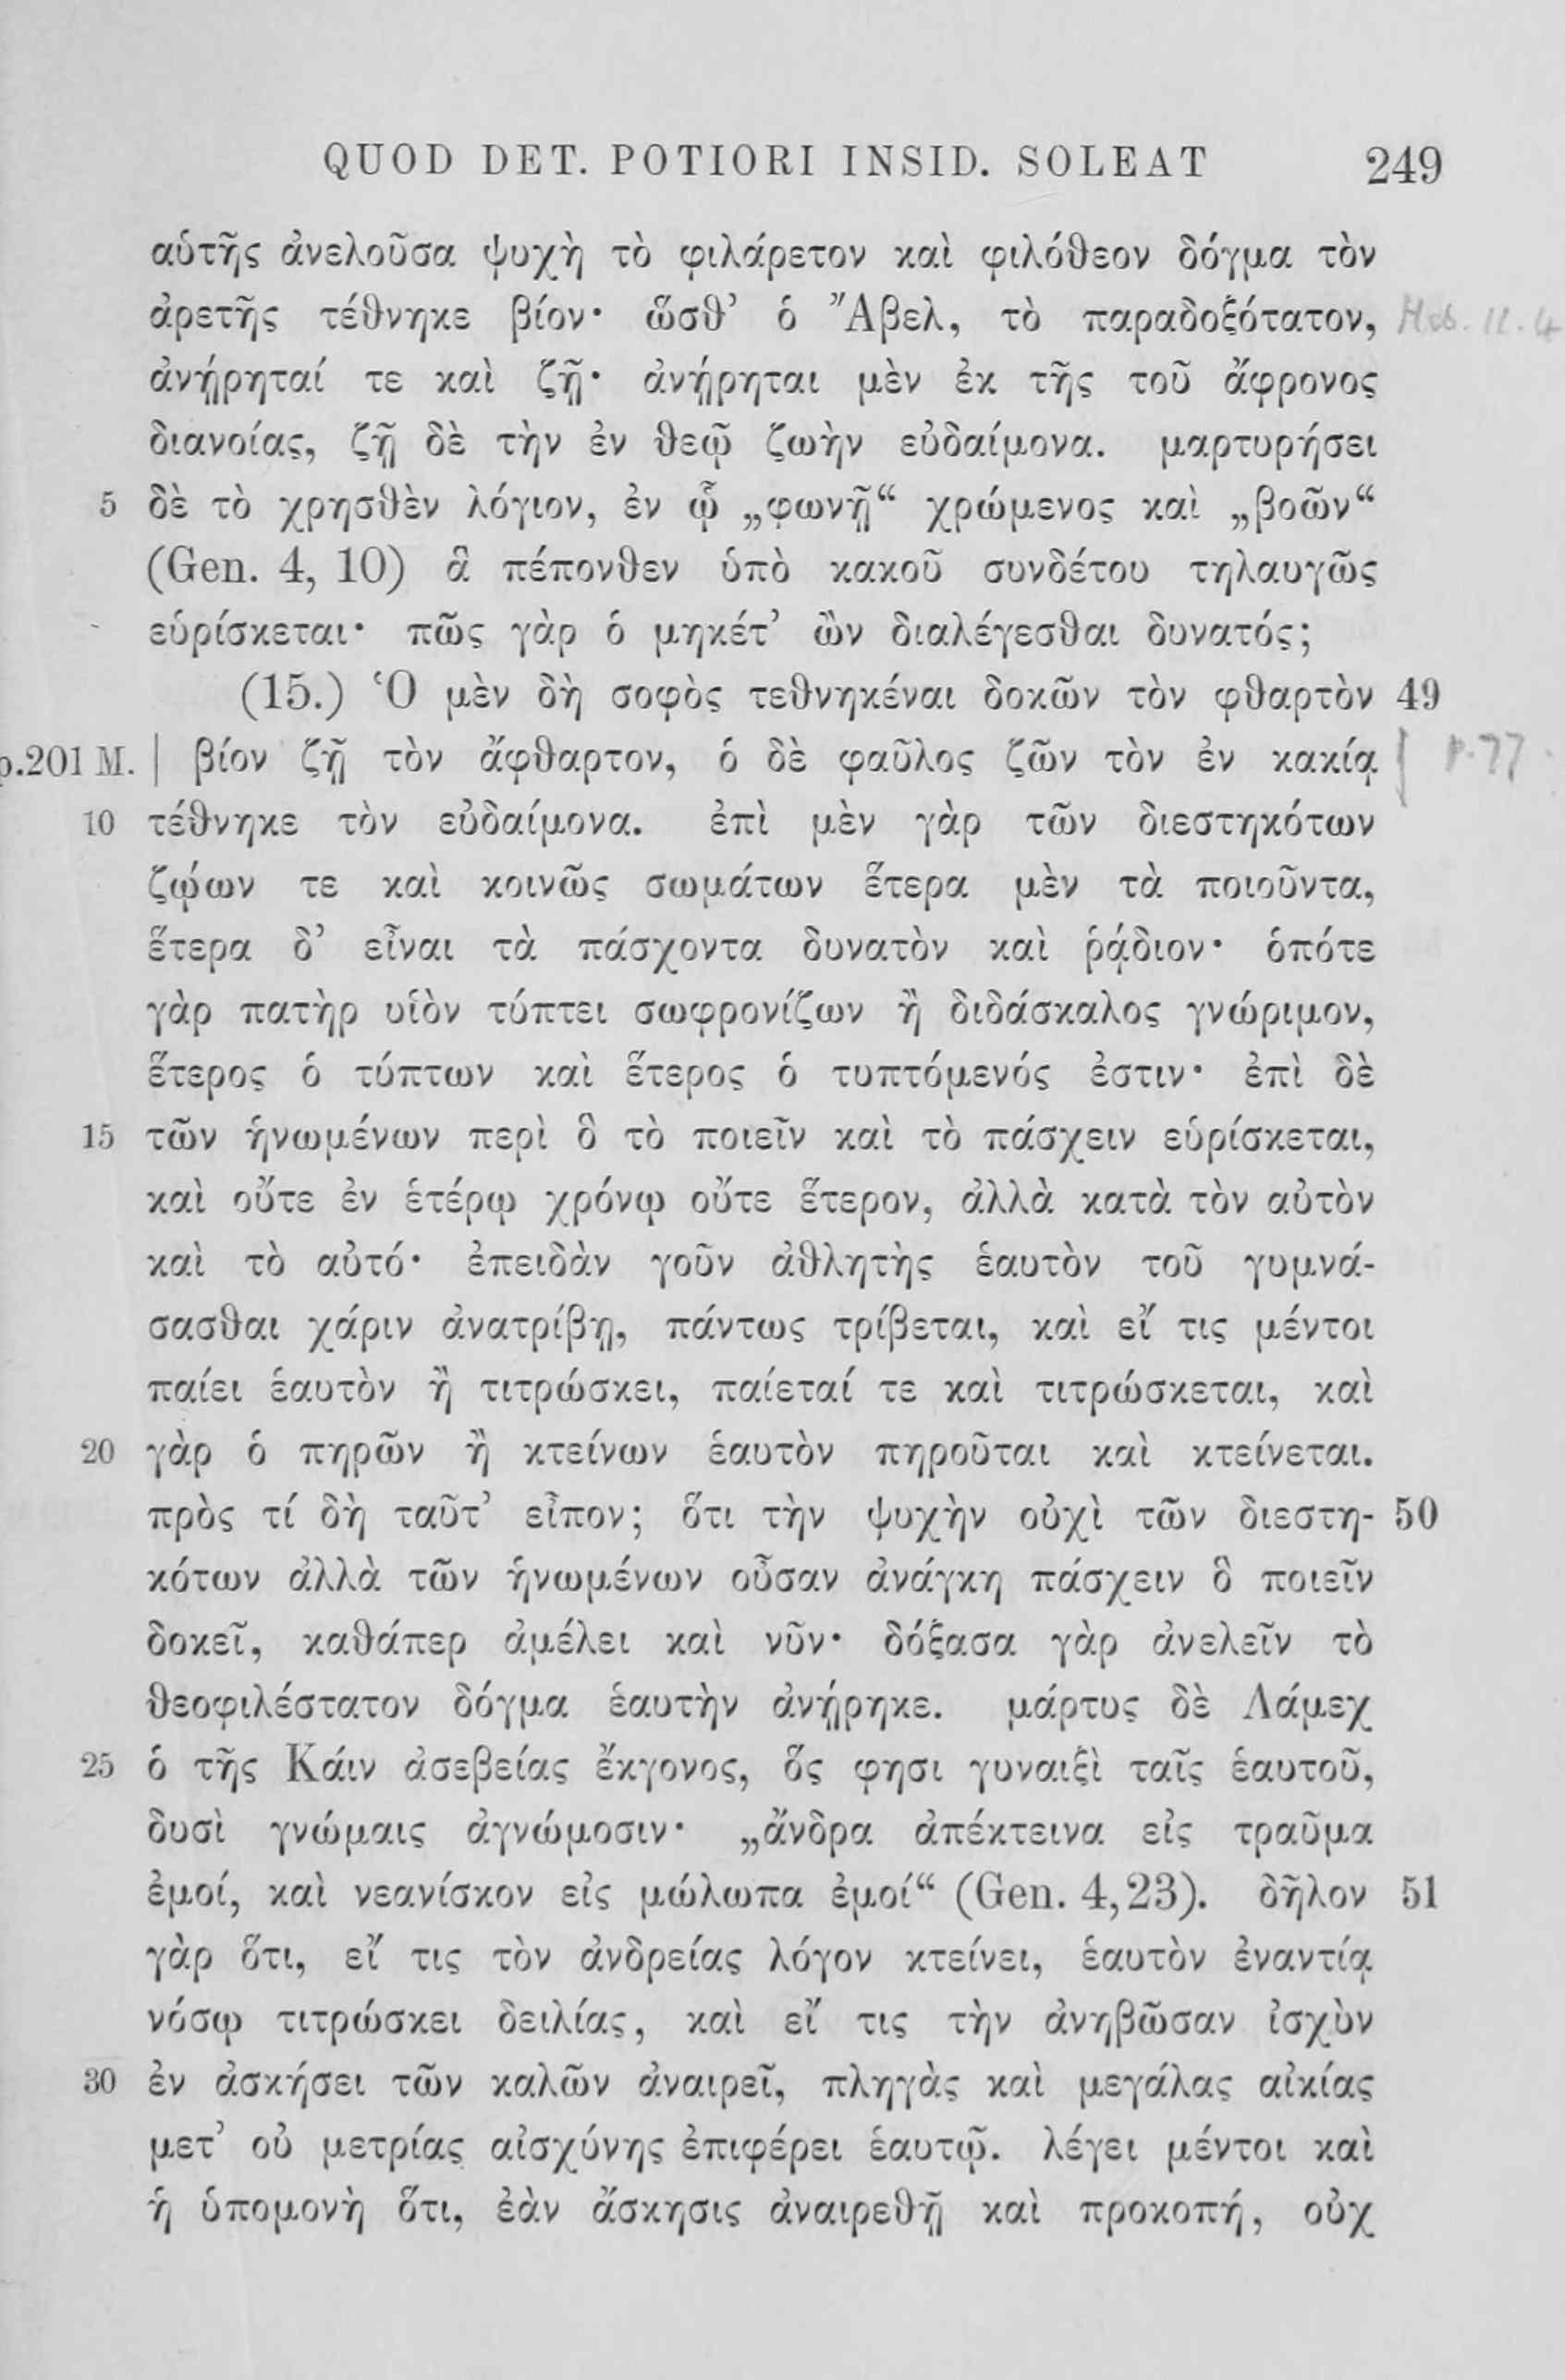 QUOD DET. POTIORI INSID. SOLEAT 249
αὑτῆς ἀνελοῦσα ψυχὴ τὸ φιλάρετον καὶ φιλόθεον δόγμα τὸν
ἀρετῆς τέθνηκε βίον· ὥσθ’ ὁ Ἄβελ, τὸ παραδοξότατον,
ἀνῄρηταί τε καὶ ζῇ· ἀνῄρηται μὲν ἐκ τῆς τοῦ ἄφρονος
διανοίας, ζῇ δὲ τὴν ἐν θεῷ ζωὴν εὐδαίμονα. μαρτυρήσει
5 δὲ τὸ χρησθὲν λόγιον, ἐν ᾧ „φωνῇ“ χρώμενος καὶ „βοῶν“
(Gen. 4, 10) ἃ πέπονθεν ὑπὸ κακοῦ συνδέτου τηλαυγῶς
εὑρίσκεται· πῶς γὰρ ὁ μηκέτ’ ὢν διαλέγεσθαι δυνατός;
(15.) Ὁ μὲν δὴ σοφὸς τεθνηκέναι δοκῶν τὸν φθαρτὸν 49
p.201 M. | βίον ζῇ τὸν ἄφθαρτον, ὁ δὲ φαῦλος ζῶν τὸν ἐν κακίᾳ p.77
10 τέθνηκε τὸν εὐδαίμονα. ἐπὶ μὲν γὰρ τῶν διεστηκότων
ζῴων τε καὶ κοινῶς σωμάτων ἕτερα μὲν τὰ ποιοῦντα,
ἕτερα δ’ εἶναι τὰ πάσχοντα δυνατὸν καὶ ῥᾴδιον· ὁπότε
γὰρ πατὴρ υἱὸν τύπτει σωφρονίζων ἢ διδάσκαλος γνώριμον,
ἕτερος ὁ τύπτων καὶ ἕτερος ὁ τυπτόμενός ἐστιν· ἐπὶ δὲ
15 τῶν ἡνωμένων περὶ ὃ τὸ ποιεῖν καὶ τὸ πάσχειν εὑρίσκεται,
καὶ οὔτε ἐν ἑτέρῳ χρόνῳ οὔτε ἕτερον, ἀλλὰ κατὰ τὸν αὐτὸν
καὶ τὸ αὐτό· ἐπειδὰν γοῦν ἀθλητὴς ἑαυτὸν τοῦ γυμνά-
σασθαι χάριν ἀνατρίβῃ, πάντως τρίβεται, καὶ εἴ τις μέντοι
παίει ἑαυτὸν ἢ τιτρώσκει, παίεταί τε καὶ τιτρώσκεται, καὶ
20 γὰρ ὁ πηρῶν ἢ κτείνων ἑαυτὸν πηροῦται καὶ κτείνεται.
πρὸς τί δὴ ταῦτ’ εἶπον; ὅτι τὴν ψυχὴν οὐχὶ τῶν διεστη- 50
κότων ἀλλὰ τῶν ἡνωμένων οὖσαν ἀνάγκη πάσχειν ὃ ποιεῖν
δοκεῖ, καθάπερ ἀμέλει καὶ νῦν· δόξασα γὰρ ἀνελεῖν τὸ
θεοφιλέστατον δόγμα ἑαυτὴν ἀνῄρηκε. μάρτυς δὲ Λάμεχ
25 ὁ τῆς Κάιν ἀσεβείας ἔκγονος, ὅς φησι γυναιξὶ ταῖς ἑαυτοῦ,
δυσὶ γνώμαις ἀγνώμοσιν· „ἄνδρα ἀπέκτεινα εἰς τραῦμα
ἐμοί, καὶ νεανίσκον εἰς μώλωπα ἐμοί“ (Gen. 4,23). δῆλον 51
γὰρ ὅτι, εἴ τις τὸν ἀνδρείας λόγον κτείνει, ἑαυτὸν ἐναντίᾳ
νόσῳ τιτρώσκει δειλίας, καὶ εἴ τις τὴν ἀνηβῶσαν ἰσχὺν
30 ἐν ἀσκήσει τῶν καλῶν ἀναιρεῖ, πληγὰς καὶ μεγάλας αἰκίας
μετ’ οὐ μετρίας αἰσχύνης ἐπιφέρει ἑαυτῷ. λέγει μέντοι καὶ
ἡ ὑπομονὴ ὅτι, ἐὰν ἄσκησις ἀναιρεθῇ καὶ προκοπή, οὐχ